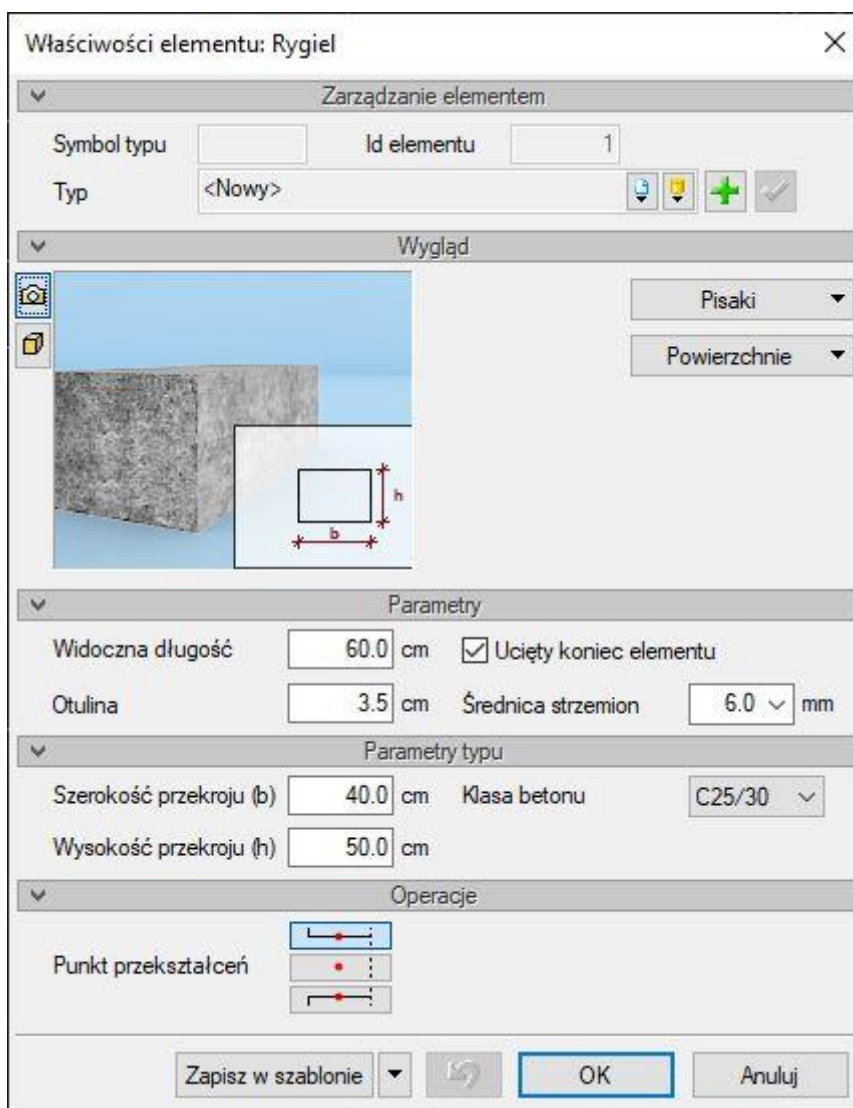 Właściwości elementu: Rygiel
Zarządzanie elementem
Symbol typu Id elementu 1
Typ <Nowy>
Wygląd
Pisaki
Powierzchnie
h
b
Parametry
Widoczna długość 60.0 cm Ucięty koniec elementu
Otulina 3.5 cm Średnica strzemion 6.0 mm
Parametry typu
Szerokość przekroju (b) 40.0 cm Klasa betonu C25/30
Wysokość przekroju (h) 50.0 cm
Operacje
Punkt przekształceń
Zapisz w szablonie OK Anuluj